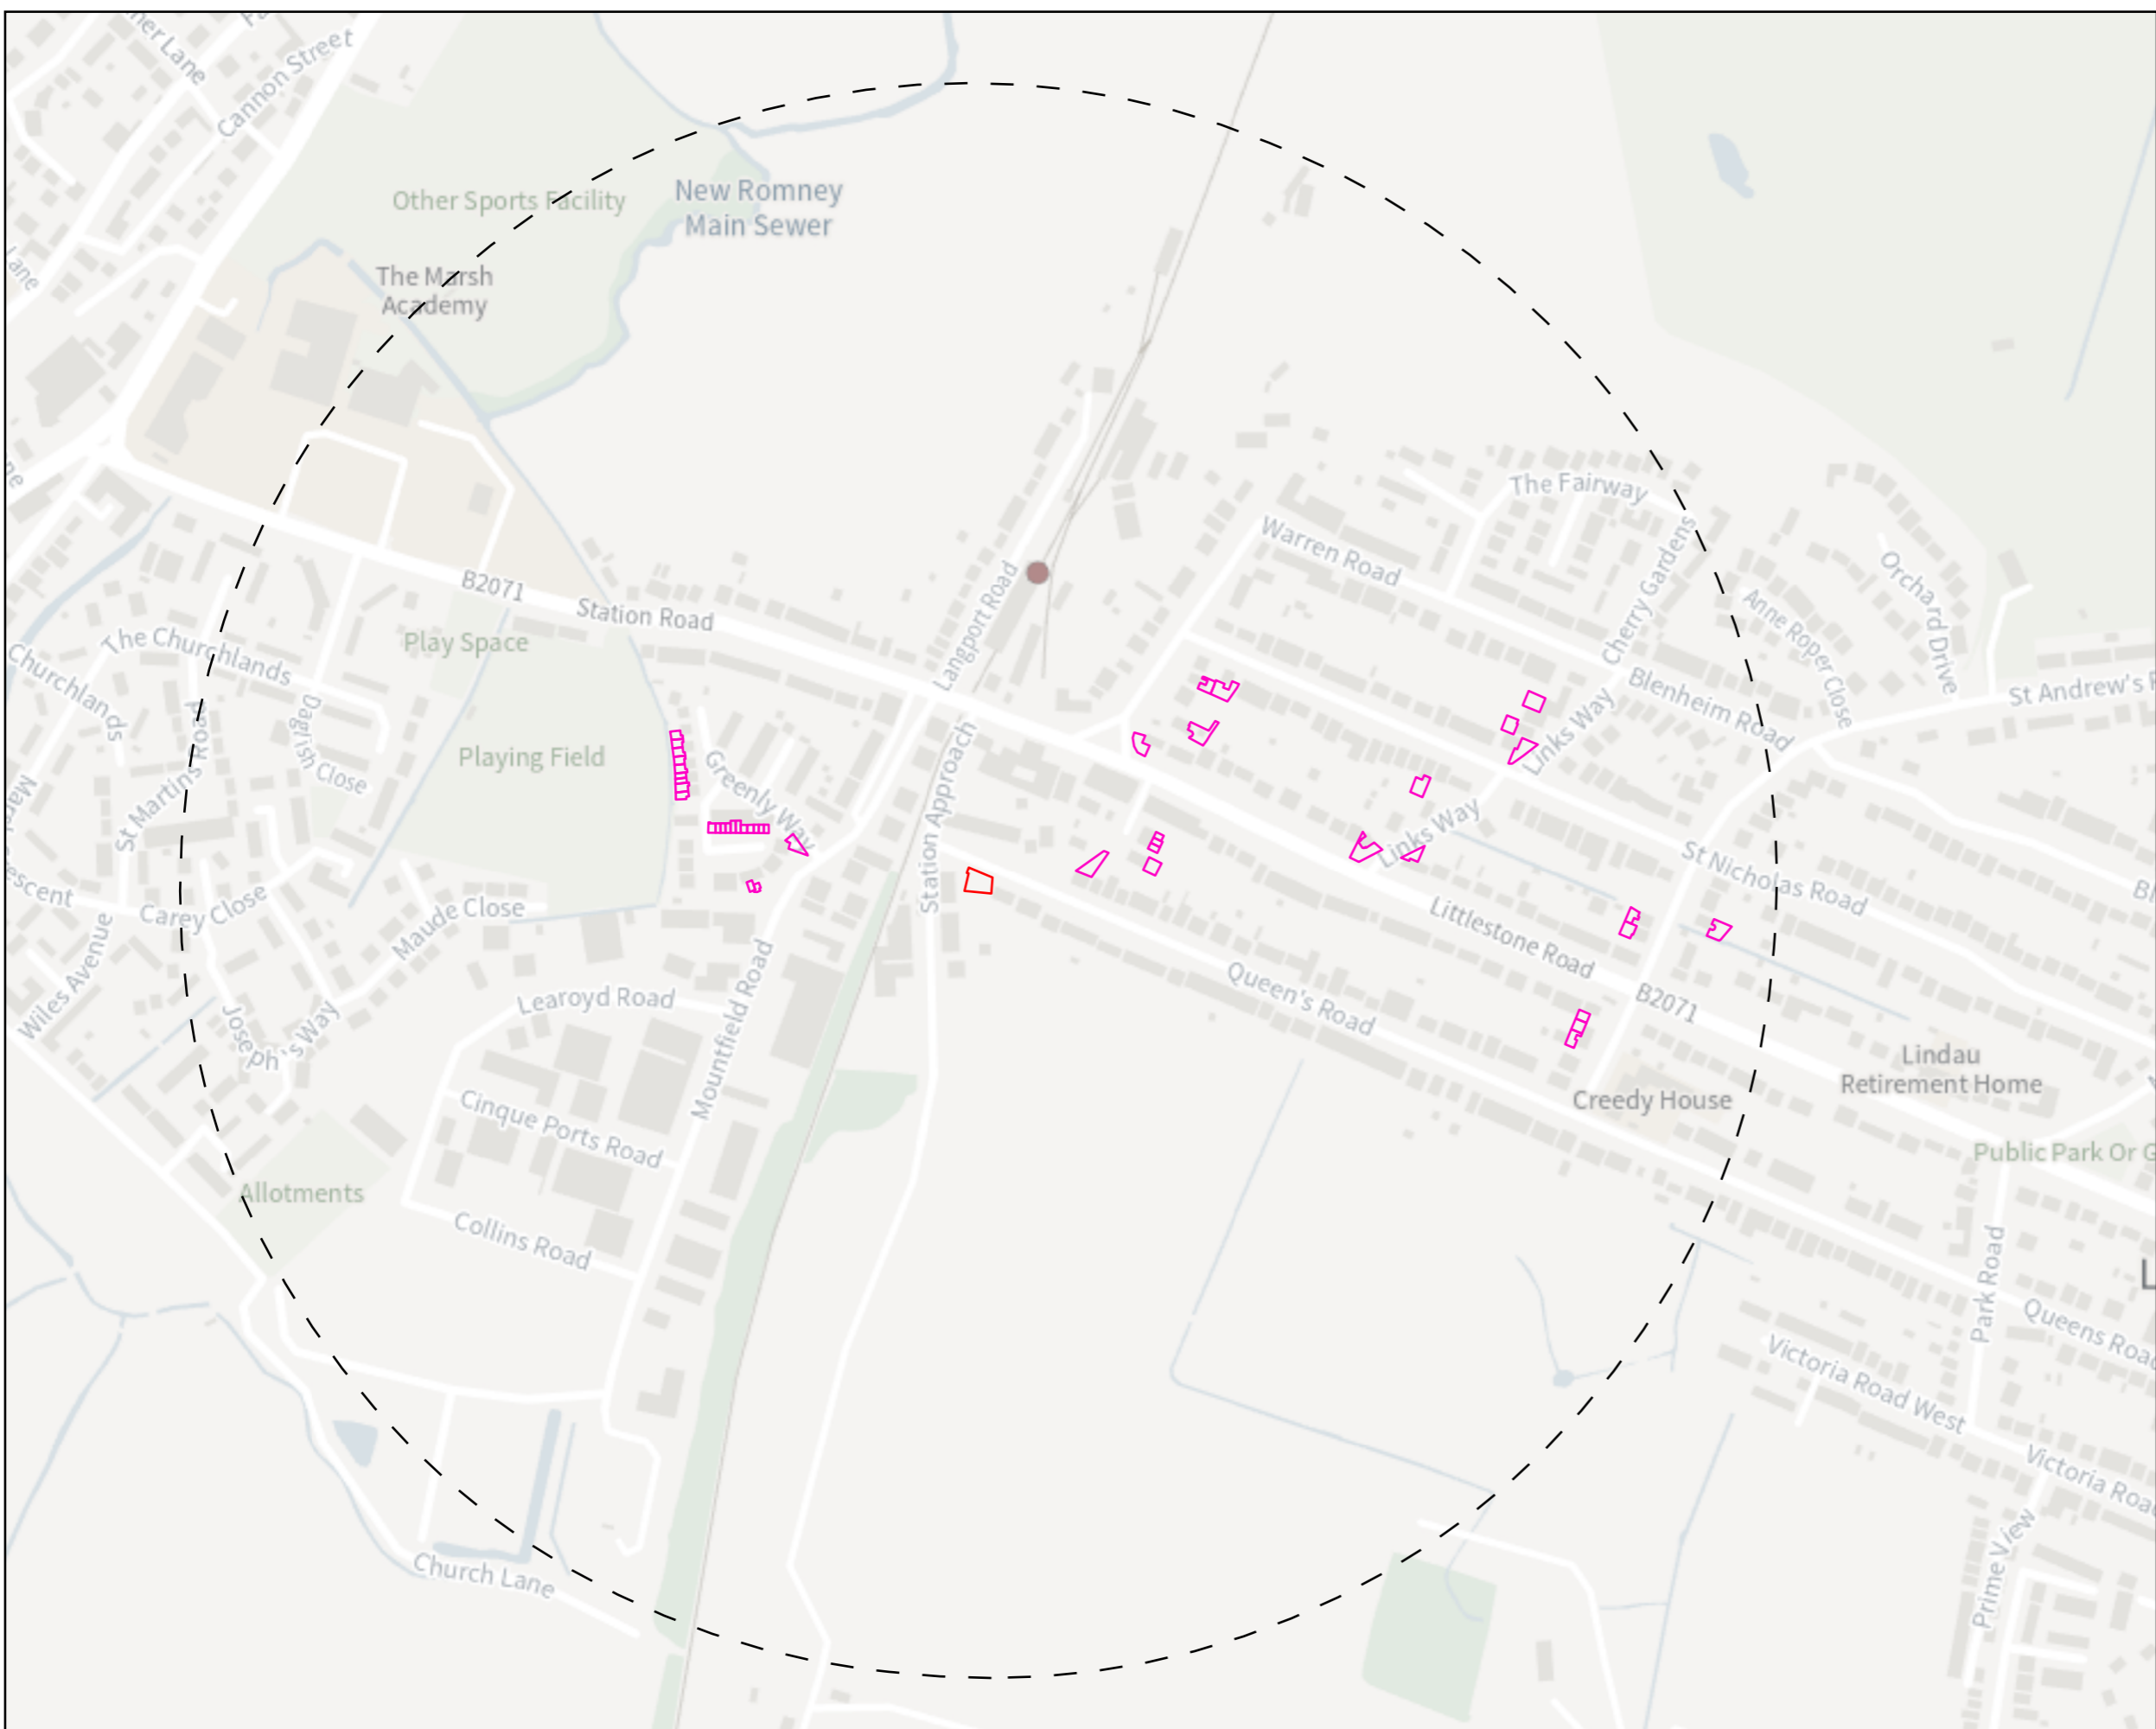 Cannon Street
Other Sports Facility
New Romney
Main Sewer
The Marsh
Academy
Lane
The Fairway
Warren Road
Cherry Gardens
Orchard Drive
Anne Roper Close
B2071
Station Road
Langport Road
Play Space
The Churchlands
Churchlands
Blenheim Road
Links Way
St Andrew's
Playing Field
Daglish Close
St Martins Road
Greenly Way
Station Approach
Links Way
St Nicholas Road
Littlestone Road
Carey Close
Maude Close
Wiles Avenue
Queen's Road
B2071
Learoyd Road
Joseph's Way
Mountfield Road
Lindau
Retirement Home
Creedy House
Cinque Ports Road
Public Park Or G
Allotments
Collins Road
Park Road
Queens Road
Victoria Road West
Victoria Road
Prime View
Church Lane